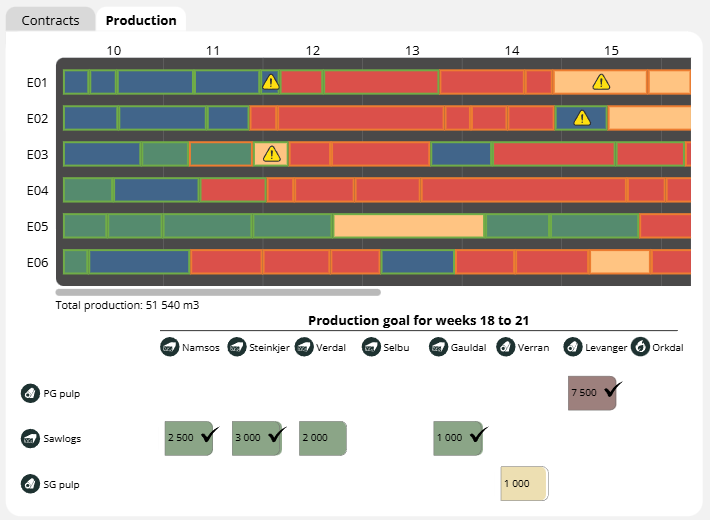 Contracts Production
10 11 12 13 14 15
E01
E02
E03
E04
E05
E06
Total production: 51 540 m3
Production goal for weeks 18 to 21
Namsos Steinkjer Verdal Selbu Gauldal Verran Levanger Orkdal
PG pulp 7 500
Sawlogs 2 500 3 000 2 000 1 000
SG pulp 1 000